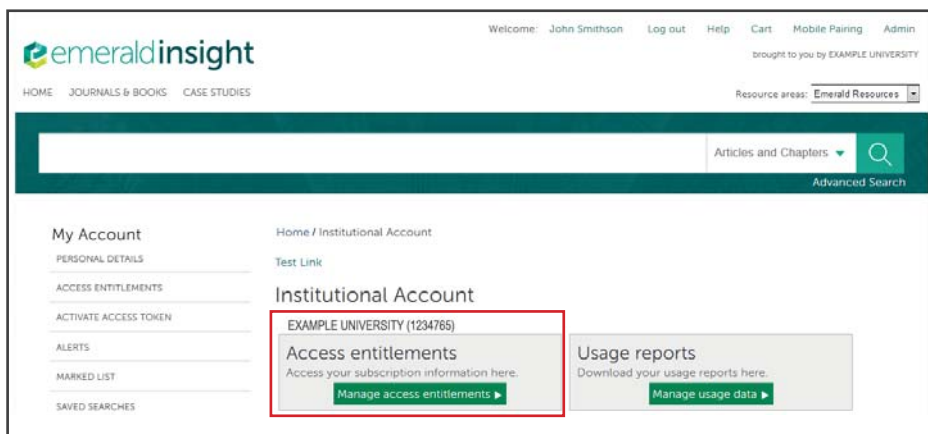 Welcome: John Smithson Log out Help Cart Mobile Pairing Admin
emeraldinsight
brought to you by EXAMPLE UNIVERSITY
HOME JOURNALS & BOOKS CASE STUDIES
Resource areas: Emerald Resources
Articles and Chapters
Advanced Search
My Account
PERSONAL DETAILS
ACCESS ENTITLEMENTS
ACTIVATE ACCESS TOKEN
ALERTS
MARKED LIST
SAVED SEARCHES
Home / Institutional Account
Test Link
Institutional Account
EXAMPLE UNIVERSITY (1234765)
Access entitlements
Access your subscription information here.
Manage access entitlements
Usage reports
Download your usage reports here.
Manage usage data